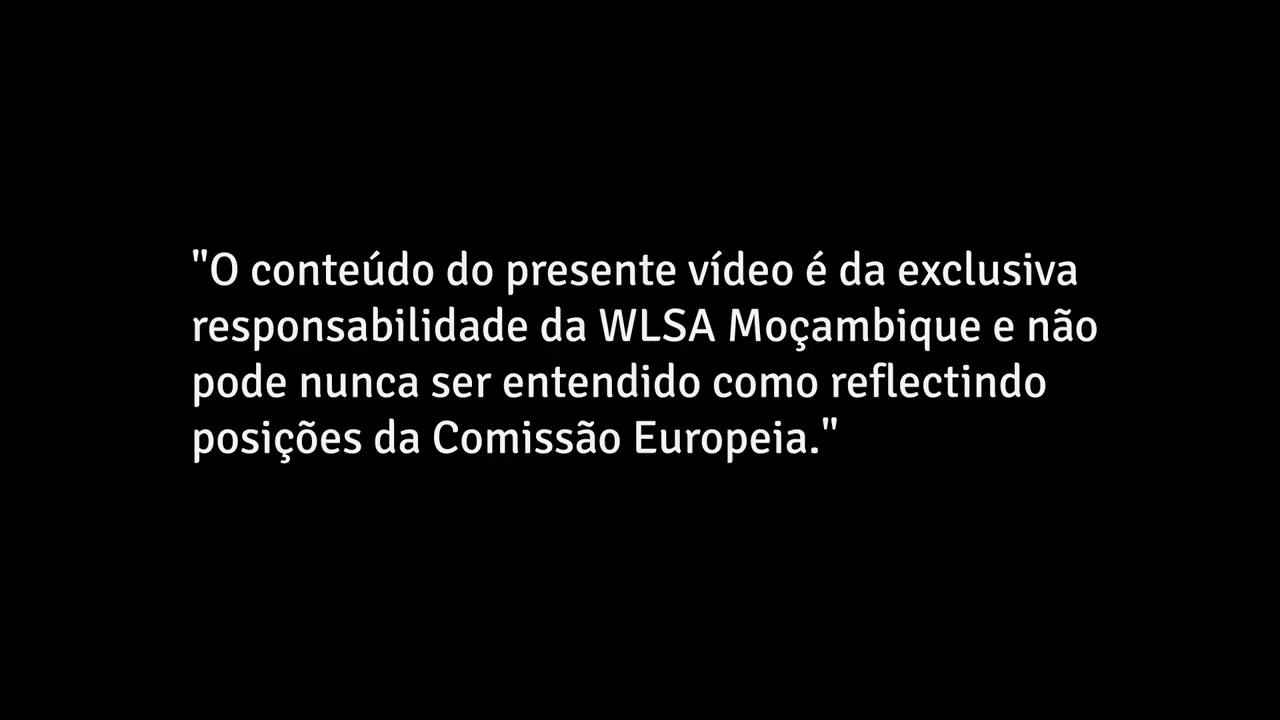 "O conteúdo do presente vídeo é da exclusiva
responsabilidade da WLSA Moçambique e não
pode nunca ser entendido como reflectindo
posições da Comissão Europeia."